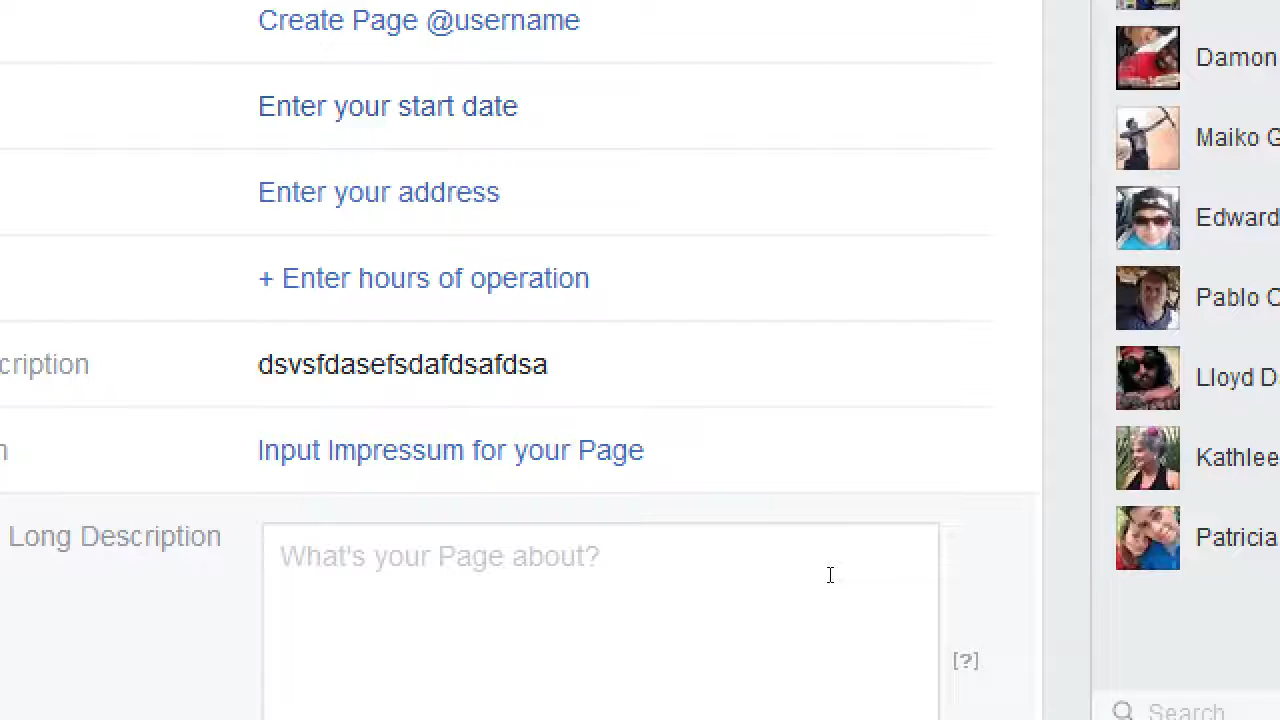 Create Page @username
Enter your start date
Enter your address
+ Enter hours of operation
cription
dsvsfdasefsdafdsafdsa
n
Input Impressum for your Page
Long Description
What's your Page about?
[?]
Damon
Maiko G
Edward
Pablo C
Lloyd D
Kathlee
Patricia
Search